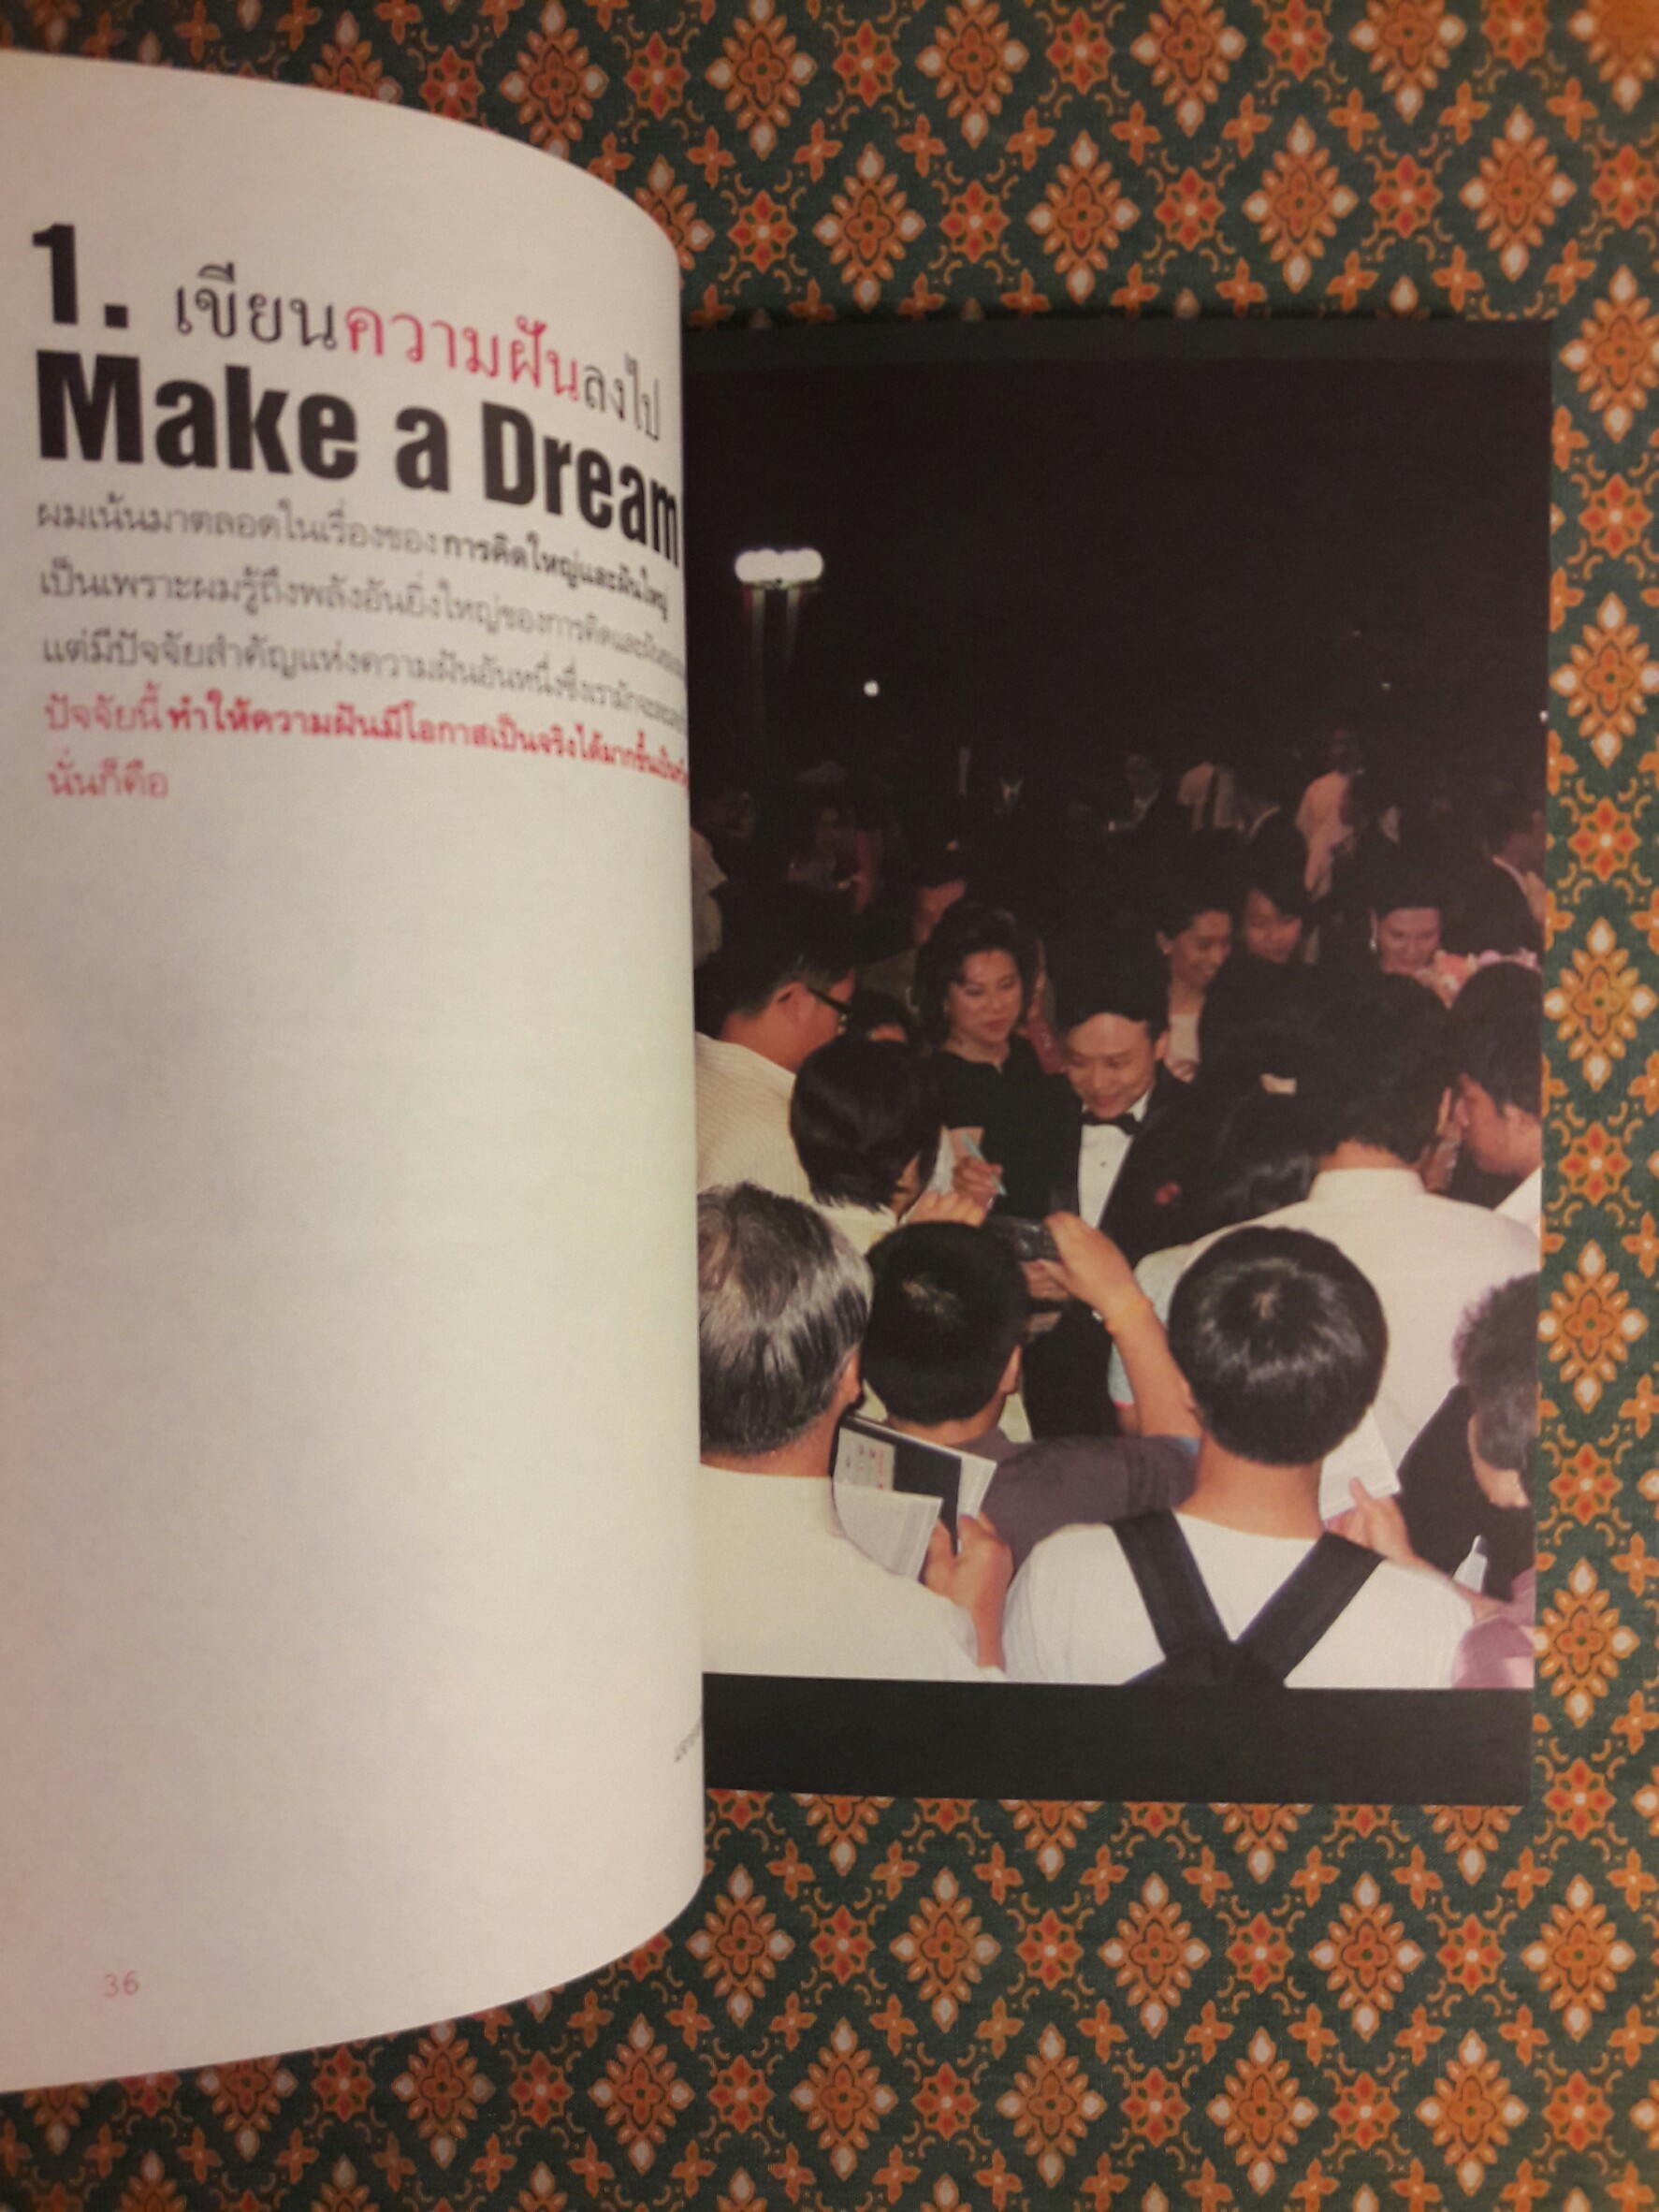 1. เขียนความฝันลงไป
Make a Dream
ผมเน้นมาตลอดในเรื่องของการคิดใหญ่และฝันใหญ่
เป็นเพราะผมรู้ถึงพลังอันยิ่งใหญ่ของการคิดและฝัน
แต่มีปัจจัยสำคัญแห่งความฝันอันหนึ่งซึ่งเรามักจะ
ปัจจัยนี้ทำให้ความฝันมีโอกาสเป็นจริงได้มากขึ้น
นั่นก็คือ
36